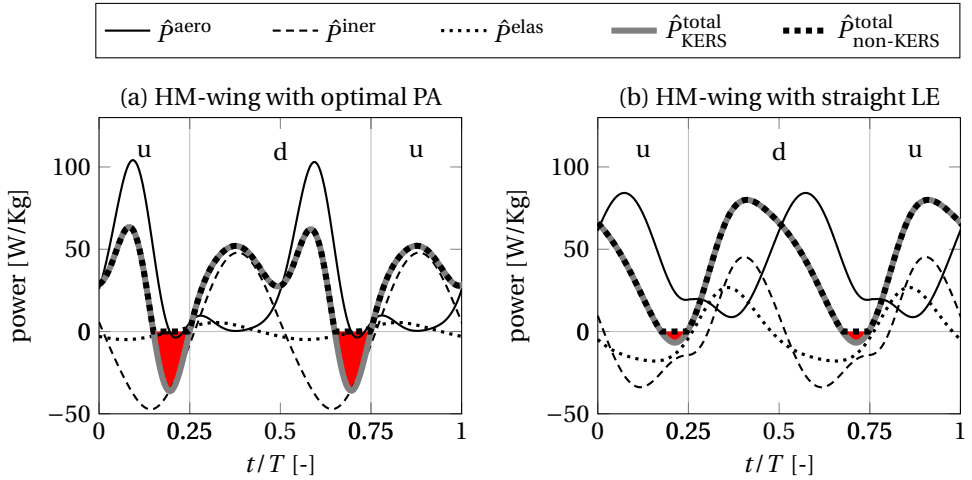 P̂^aero P̂^iner P̂^elas P̂^total_KERS P̂^total_non-KERS
(a) HM-wing with optimal PA
u d u
power [W/Kg]
100
50
0
−50
0 0.25 0.5 0.75 1
t/T [-]
(b) HM-wing with straight LE
u d u
power [W/Kg]
100
50
0
−50
0 0.25 0.5 0.75 1
t/T [-]